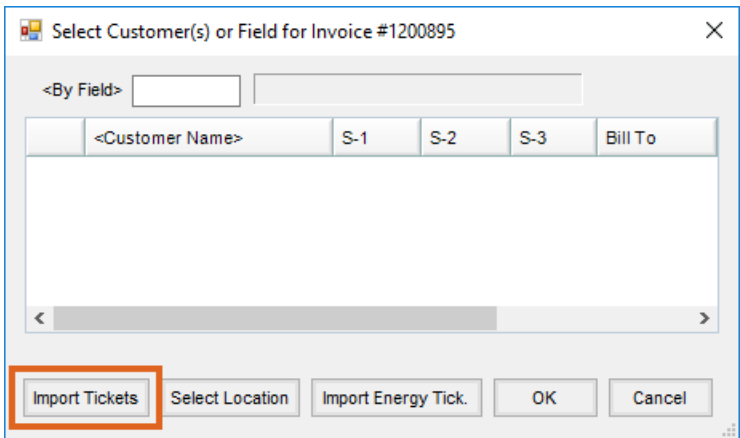 Select Customer(s) or Field for Invoice #1200895
<By Field>
<Customer Name> S-1 S-2 S-3 Bill To
Import Tickets Select Location Import Energy Tick. OK Cancel